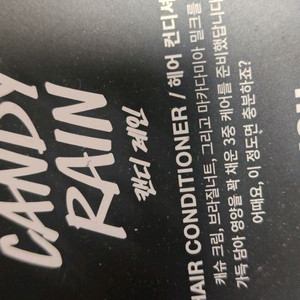 CANDY
RAIN
캔디 레인
HAIR CONDITIONER / 헤어 컨디셔
캐슈 크림, 브라질너트, 그리고 마카다미아 밀크를
가득 담아 영양을 꽉 채운 3중 케어를 준비했답니다
어때요, 이 정도면 충분하죠?